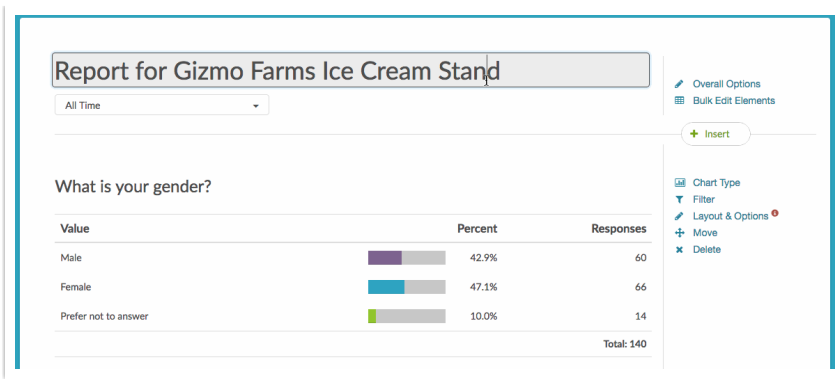 Report for Gizmo Farms Ice Cream Stand
All Time
Overall Options
Bulk Edit Elements
Insert
What is your gender?
Value Percent Responses
Male 42.9% 60
Female 47.1% 66
Prefer not to answer 10.0% 14
Total: 140
Chart Type
Filter
Layout & Options
Move
Delete